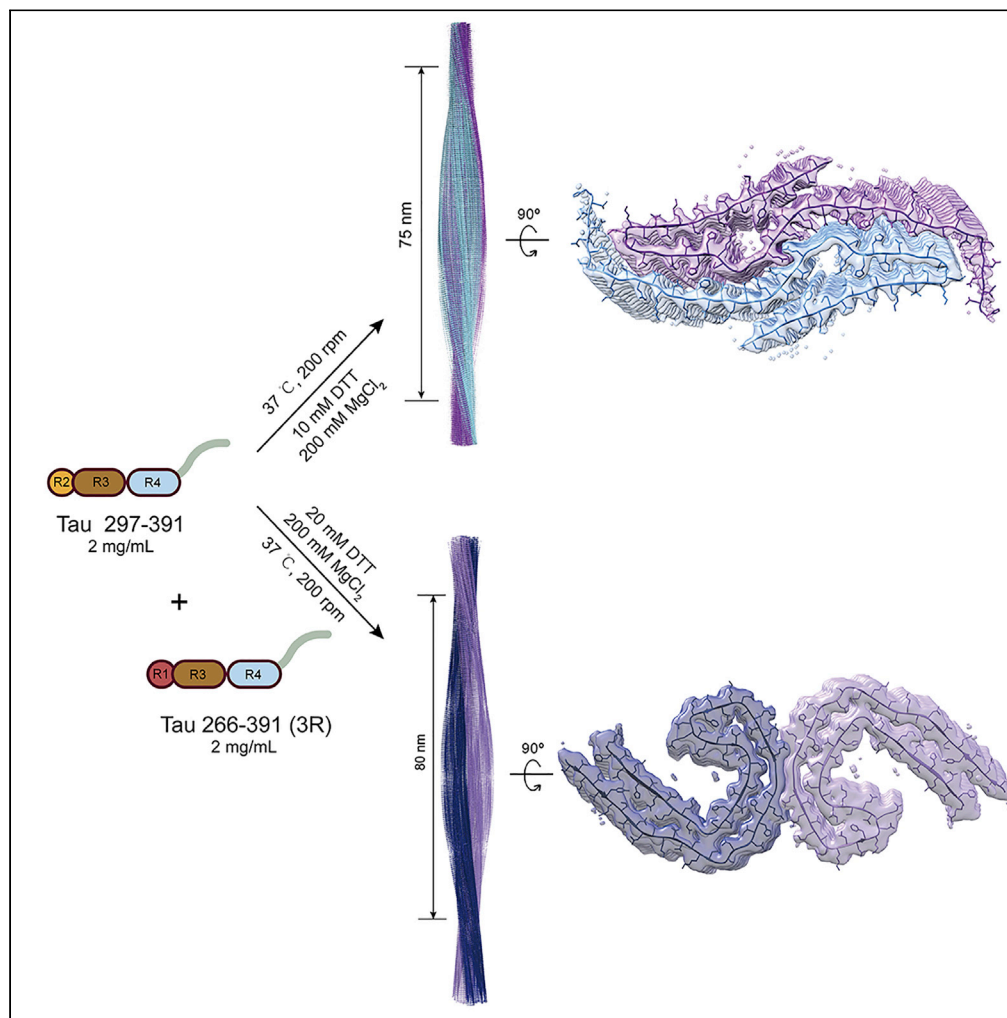 75 nm
90°
37 °C, 200 rpm
10 mM DTT
200 mM MgCl₂
R2 R3 R4
Tau 297-391
2 mg/mL
+
R1 R3 R4
Tau 266-391 (3R)
2 mg/mL
20 mM DTT
200 mM MgCl₂
37 °C, 200 rpm
80 nm
90°